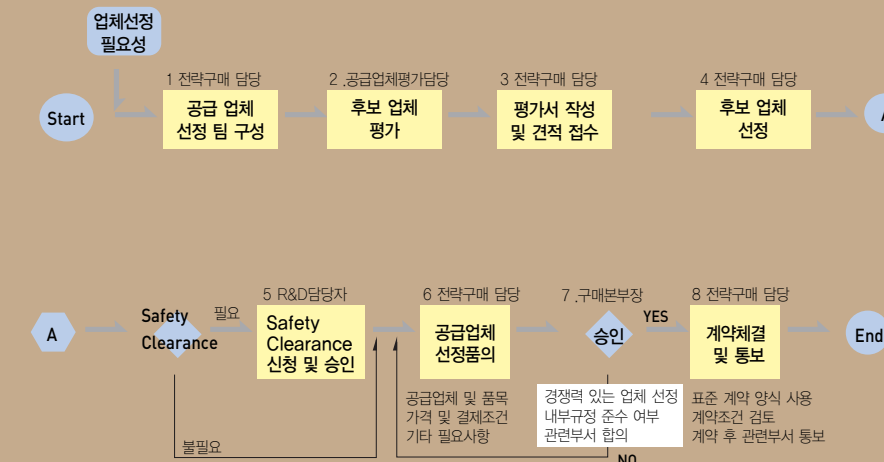 업체선정
필요성
1 전략구매 담당
2 .공급업체평가담당
3 전략구매 담당
4 전략구매 담당
Start
공급 업체
선정 팀 구성
후보 업체
평가
평가서 작성
및 견적 접수
후보 업체
선정
A
5 R&D담당자
6 전략구매 담당
7 .구매본부장
8 전략구매 담당
A
Safety
Clearance
필요
Safety
Clearance
신청 및 승인
공급업체
선정품의
승인
YES
계약체결
및 통보
End
공급업체 및 품목
가격 및 결제조건
기타 필요사항
경쟁력 있는 업체 선정
내부규정 준수 여부
관련부서 합의
표준 계약 양식 사용
계약조건 검토
계약 후 관련부서 통보
불필요
NO